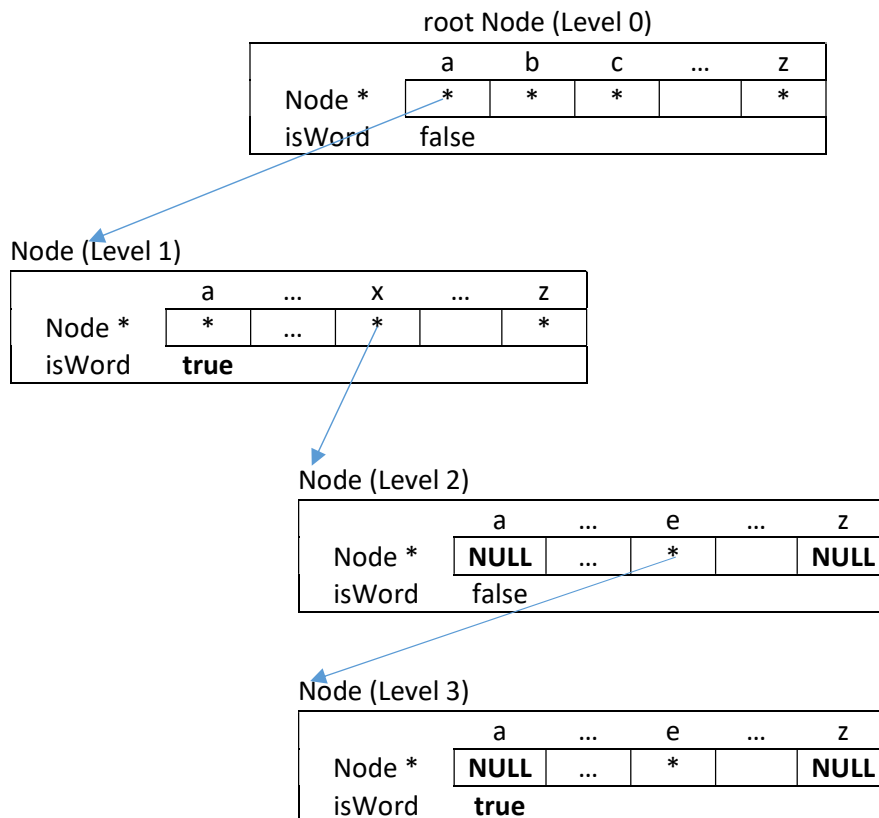 root Node (Level 0)
a b c ... z
Node * * * * *
isWord false
Node (Level 1)
a ... x ... z
Node * * ... * *
isWord true
Node (Level 2)
a ... e ... z
Node * NULL ... * NULL
isWord false
Node (Level 3)
a ... e ... z
Node * NULL ... * NULL
isWord true